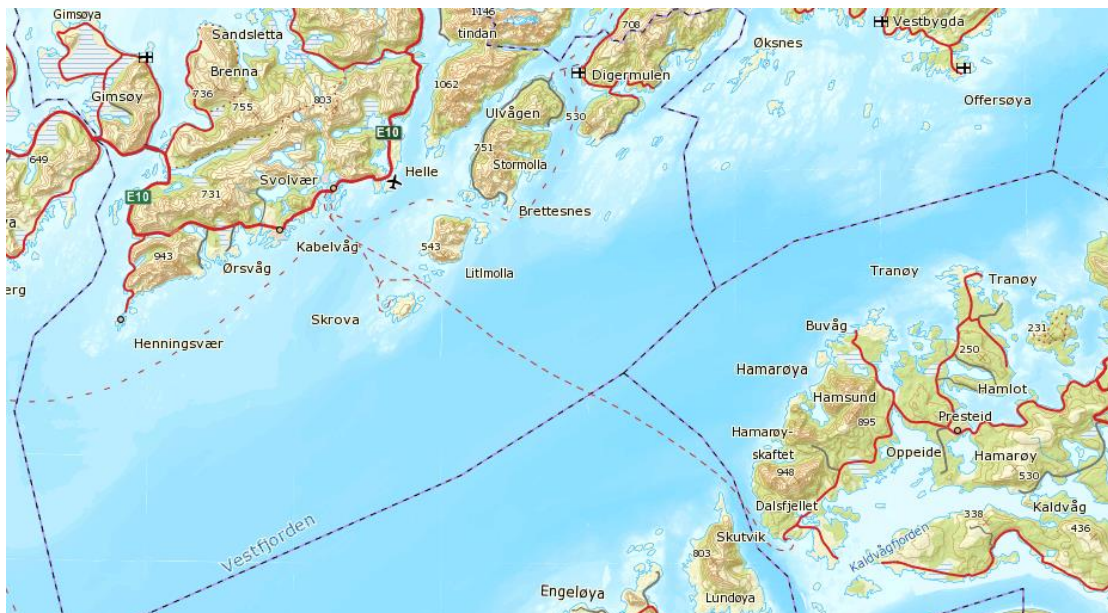 Gimsøya
1146
tindan
708
Vestbygda
Sandsletta
Øksnes
Brenna
Digermulen
Gimsøy
736
755
803
1062
Ulvågen
530
Offersøya
E10
649
751
Stormolla
Helle
Svolvær
E10
731
Brettesnes
Kabelvåg
543
943
Ørsvåg
Litlmolla
Tranøy
Tranøy
erg
Skrova
Buvåg
231
Henningsvær
250
Hamarøya
Hamlot
Hamsund
Presteid
895
Hamarøy-
skaftet
Oppeide
Hamarøy
948
530
Dalsfjellet
Kaldvåg
338
436
Vestfjorden
Skutvik
Kaldvågfjorden
803
Engeløya
Lundøya